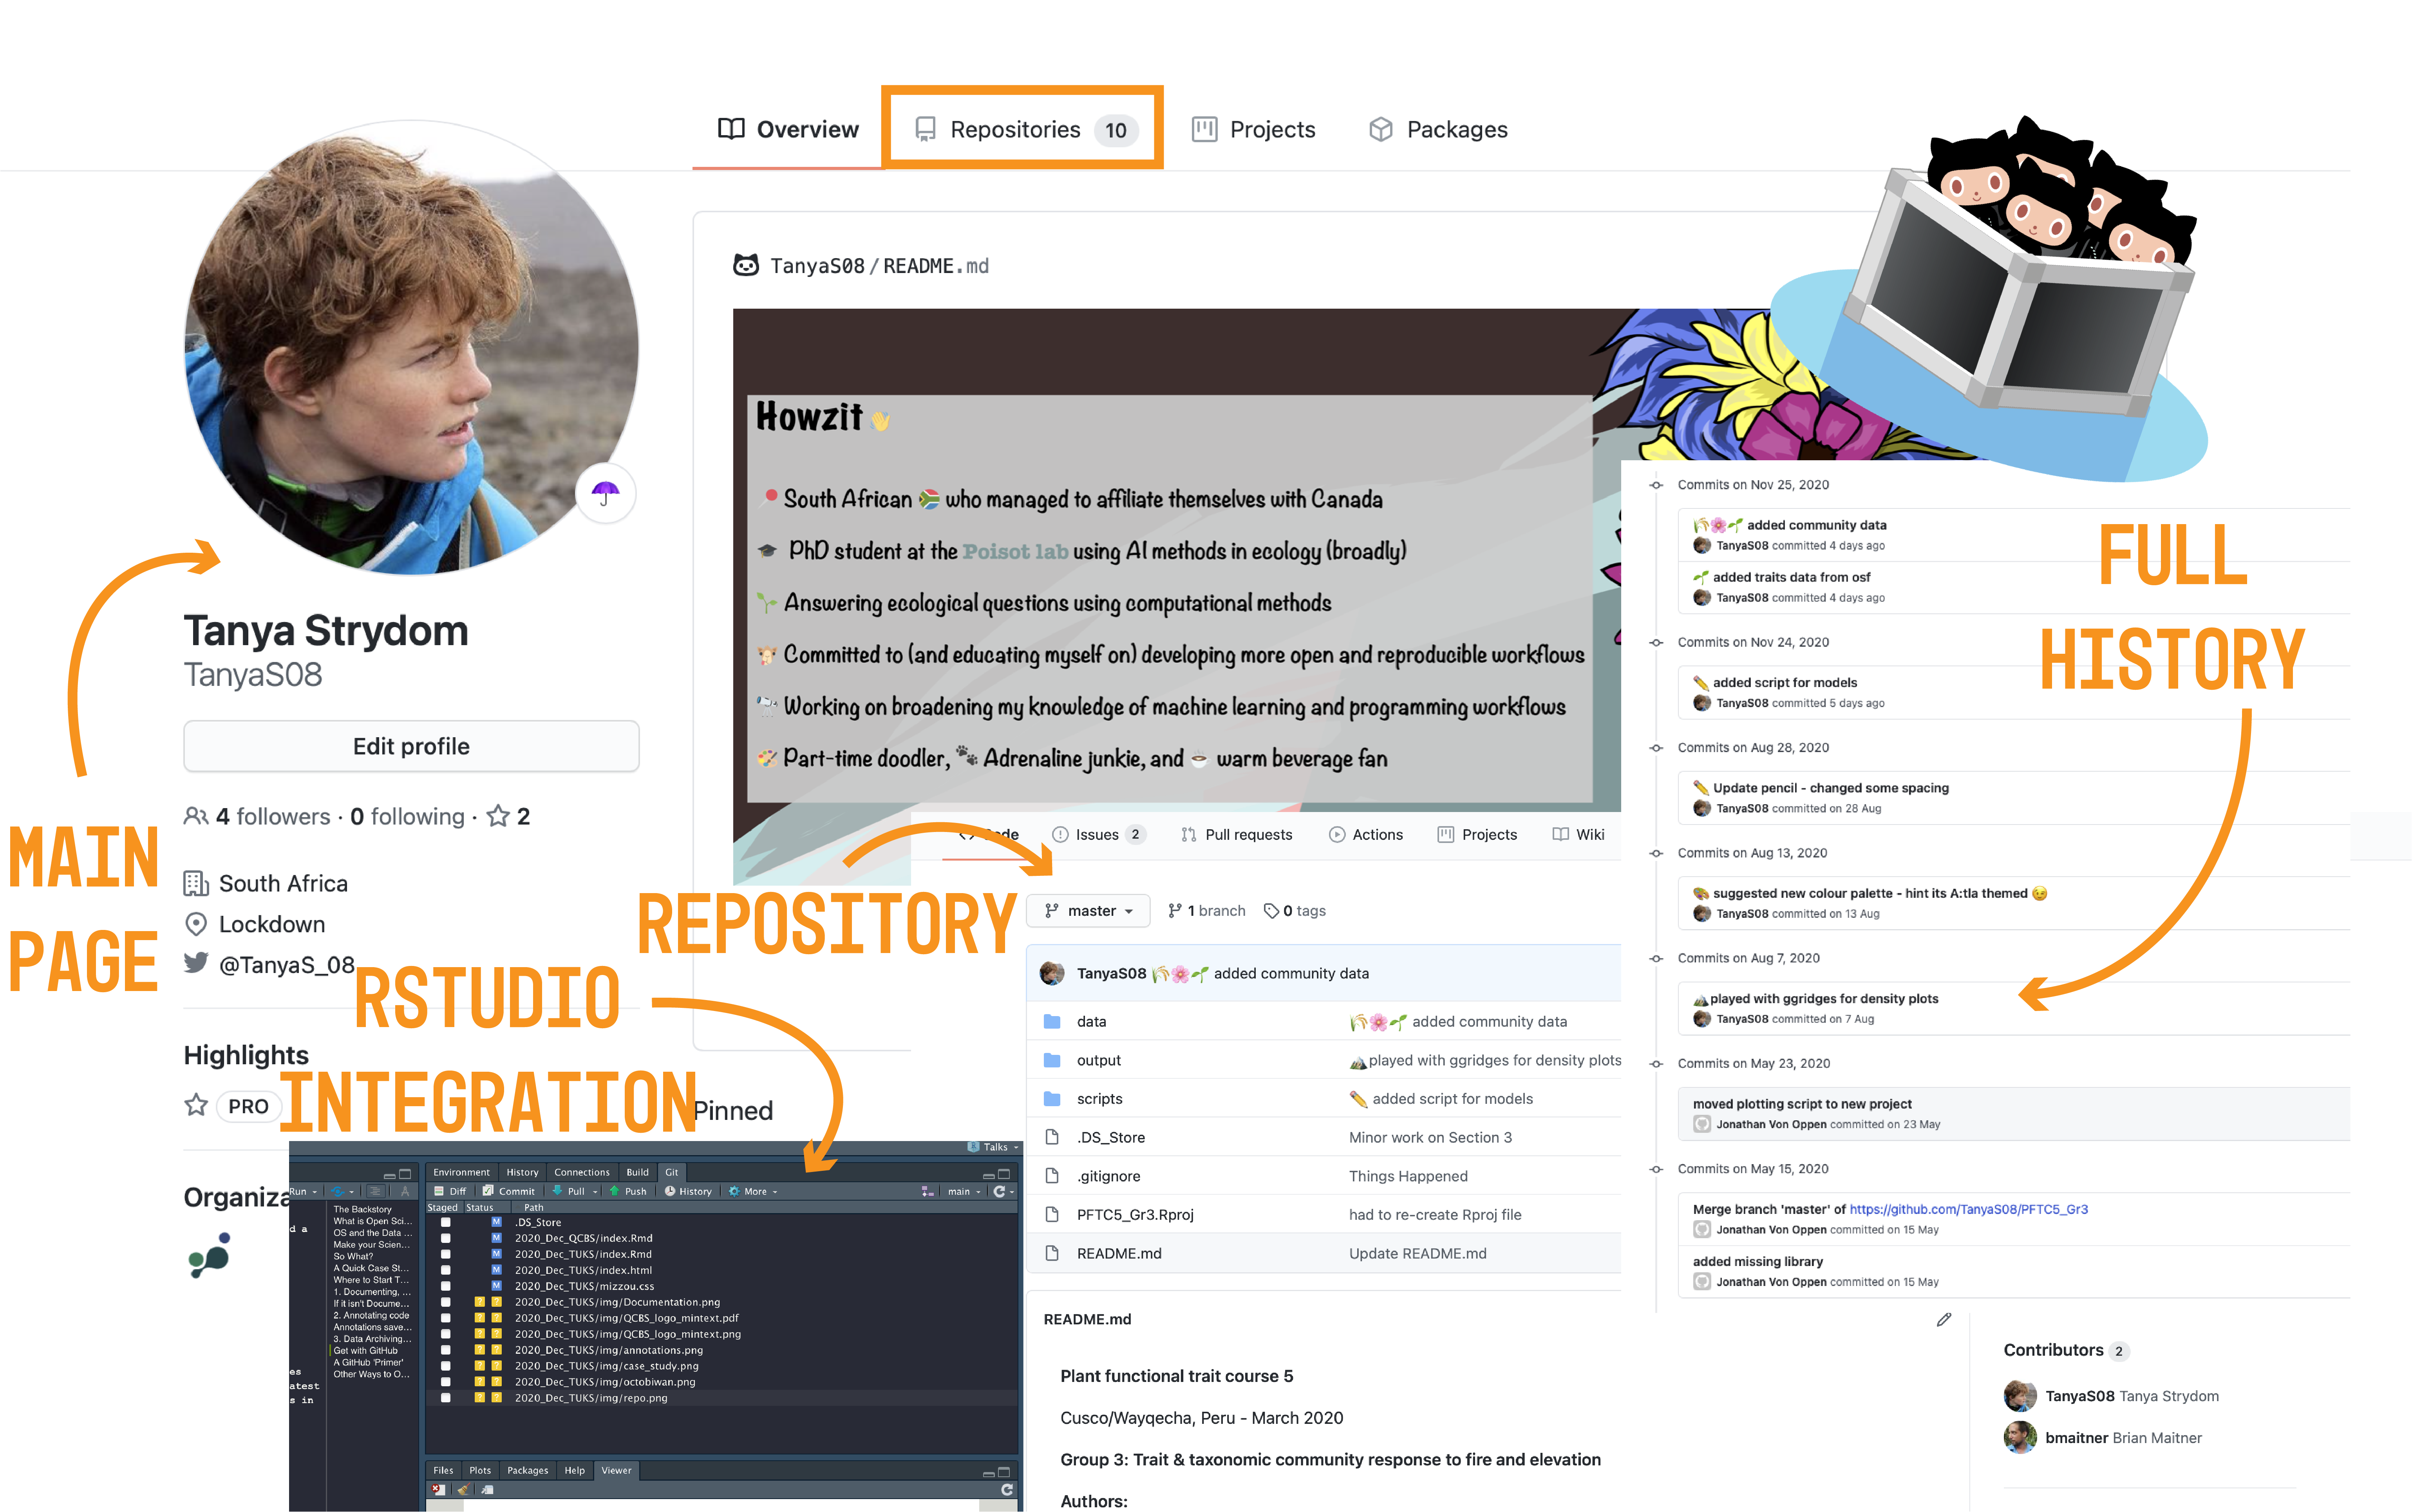 Overview
Repositories 10
Projects
Packages
TanyaS08/README.md
Howzit 👋
South African 🇿🇦 who managed to affiliate themselves with Canada
PhD student at the Poisot lab using AI methods in ecology (broadly)
Answering ecological questions using computational methods
Committed to (and educating myself on) developing more open and reproducible workflows
Working on broadening my knowledge of machine learning and programming workflows
Part-time doodler, 🐾 Adrenaline junkie, and ☕ warm beverage fan
Tanya Strydom
TanyaS08
Edit profile
4 followers · 0 following · 2
South Africa
Lockdown
@TanyaS_08
Highlights
PRO
Organiza
MAIN
PAGE
RSTUDIO
INTEGRATION
REPOSITORY
FULL
HISTORY
Pinned
Issues 2
Pull requests
Actions
Projects
Wiki
master
1 branch
0 tags
TanyaS08 added community data
data added community data
output played with ggridges for density plots
scripts added script for models
.DS_Store Minor work on Section 3
.gitignore Things Happened
PFTC5_Gr3.Rproj had to re-create Rproj file
README.md Update README.md
README.md
Plant functional trait course 5
Cusco/Wayqecha, Peru - March 2020
Group 3: Trait & taxonomic community response to fire and elevation
Authors:
Commits on Nov 25, 2020
added community data
TanyaS08 committed 4 days ago
added traits data from osf
TanyaS08 committed 4 days ago
Commits on Nov 24, 2020
added script for models
TanyaS08 committed 5 days ago
Commits on Aug 28, 2020
Update pencil - changed some spacing
TanyaS08 committed on 28 Aug
Commits on Aug 13, 2020
suggested new colour palette - hint its A:tla themed 😉
TanyaS08 committed on 13 Aug
Commits on Aug 7, 2020
played with ggridges for density plots
TanyaS08 committed on 7 Aug
Commits on May 23, 2020
moved plotting script to new project
Jonathan Von Oppen committed on 23 May
Commits on May 15, 2020
Merge branch 'master' of https://github.com/TanyaS08/PFTC5_Gr3
Jonathan Von Oppen committed on 15 May
added missing library
Jonathan Von Oppen committed on 15 May
Contributors 2
TanyaS08 Tanya Strydom
bmaitner Brian Maitner
Talks
Run
d a
es
atest
s in
The Backstory
What is Open Sci...
OS and the Data ...
Make your Scien...
So What?
A Quick Case St...
Where to Start T...
1. Documenting, ...
If it isn't Docume...
2. Annotating code
Annotations save...
3. Data Archiving...
Get with GitHub
A GitHub 'Primer'
Other Ways to O...
Environment History Connections Build Git
Diff Commit Pull Push History More main
Staged Status Path
M .DS_Store
M 2020_Dec_QCBS/index.Rmd
M 2020_Dec_TUKS/index.Rmd
M 2020_Dec_TUKS/index.html
M 2020_Dec_TUKS/mizzou.css
? ? 2020_Dec_TUKS/img/Documentation.png
? ? 2020_Dec_TUKS/img/QCBS_logo_mintext.pdf
? ? 2020_Dec_TUKS/img/QCBS_logo_mintext.png
? ? 2020_Dec_TUKS/img/annotations.png
? ? 2020_Dec_TUKS/img/case_study.png
? ? 2020_Dec_TUKS/img/octobiwan.png
? ? 2020_Dec_TUKS/img/repo.png
Files Plots Packages Help Viewer